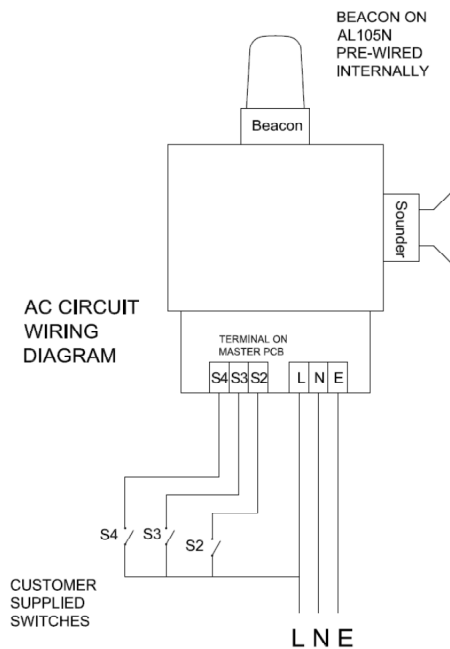 BEACON ON
AL105N
PRE-WIRED
INTERNALLY
Beacon
Sounder
AC CIRCUIT
WIRING
DIAGRAM
TERMINAL ON
MASTER PCB
S4 S3 S2 L N E
S4 S3 S2
CUSTOMER
SUPPLIED
SWITCHES
L N E